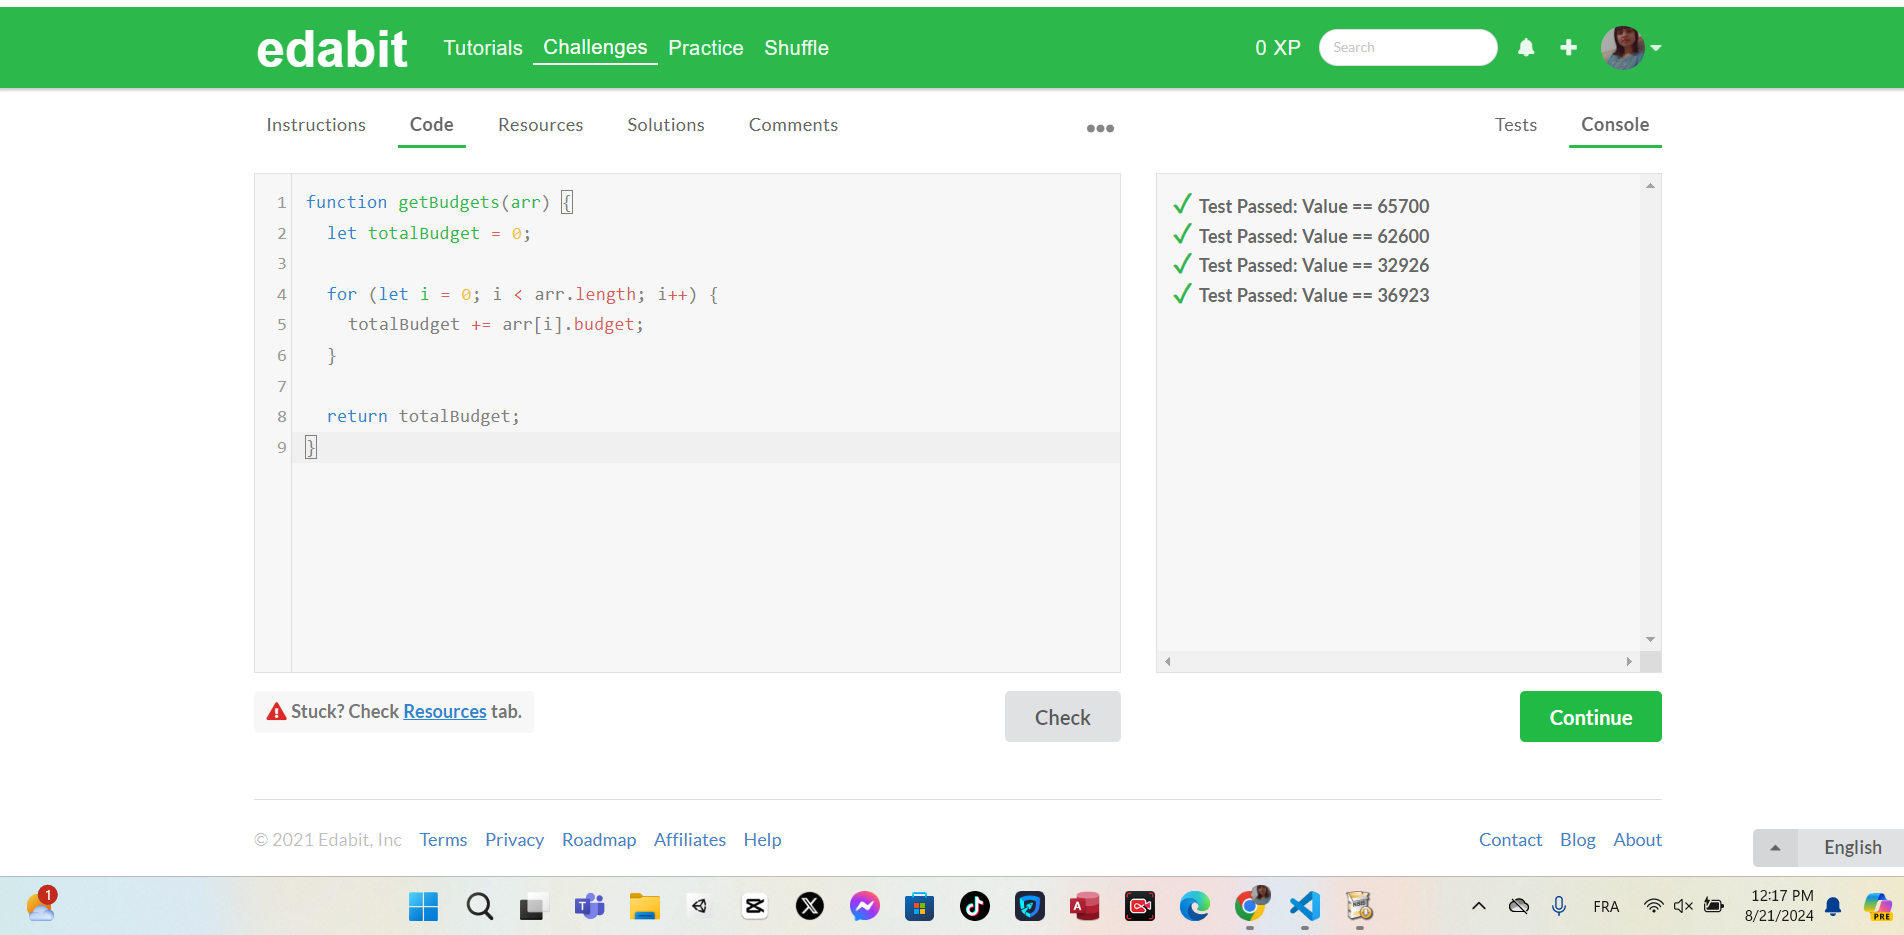 edabit Tutorials Challenges Practice Shuffle 0 XP Search
Instructions Code Resources Solutions Comments Tests Console
1 function getBudgets(arr) {
2 let totalBudget = 0;
3
4 for (let i = 0; i < arr.length; i++) {
5 totalBudget += arr[i].budget;
6 }
7
8 return totalBudget;
9 }
Test Passed: Value == 65700
Test Passed: Value == 62600
Test Passed: Value == 32926
Test Passed: Value == 36923
Stuck? Check Resources tab.
Check
Continue
© 2021 Edabit, Inc Terms Privacy Roadmap Affiliates Help Contact Blog About
English
1
T
A
FRA
12:17 PM
8/21/2024
PRE